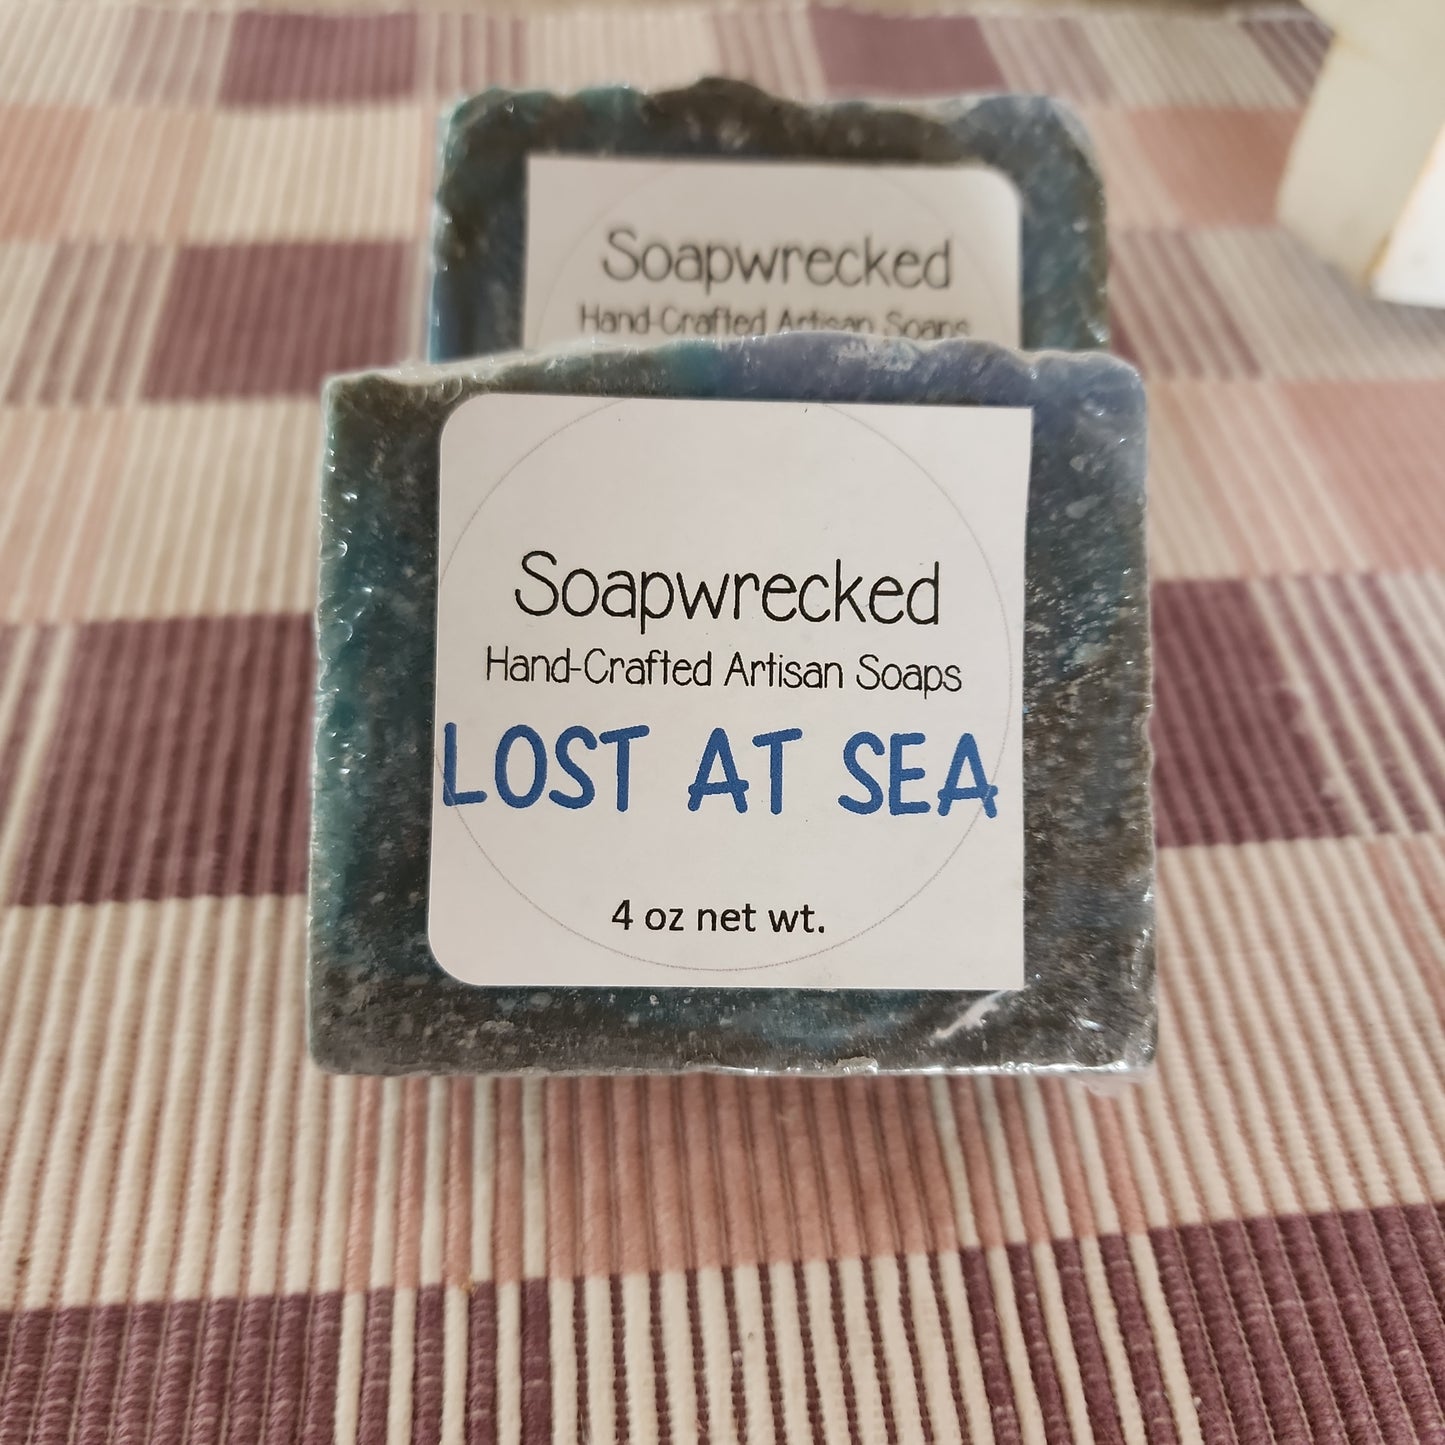 Soapwrecked
Hand-Crafted Artisan Soaps
Soapwrecked
Hand-Crafted Artisan Soaps
LOST AT SEA
4 oz net wt.